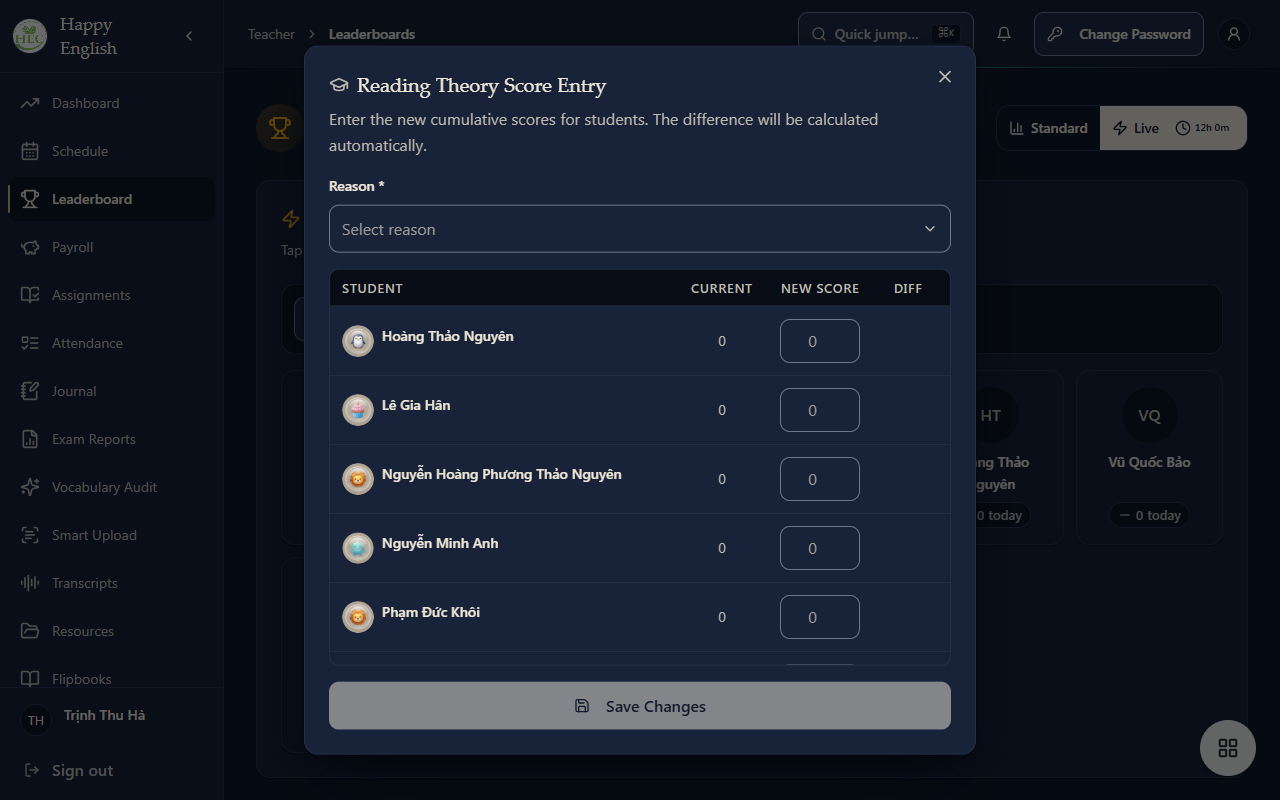 Happy
English
Teacher
Leaderboards
Quick jump...
⌘K
Change Password
Dashboard
Schedule
Leaderboard
Payroll
Assignments
Attendance
Journal
Exam Reports
Vocabulary Audit
Smart Upload
Transcripts
Resources
Flipbooks
TH
Trịnh Thu Hà
Sign out
Standard
Live
12h 0m
Tap
Reading Theory Score Entry
Enter the new cumulative scores for students. The difference will be calculated
automatically.
Reason *
Select reason
STUDENT CURRENT NEW SCORE DIFF
Hoàng Thảo Nguyên 0 0
Lê Gia Hân 0 0
Nguyễn Hoàng Phương Thảo Nguyên 0 0
Nguyễn Minh Anh 0 0
Phạm Đức Khôi 0 0
Save Changes
HT
ng Thảo
guyên
0 today
VQ
Vũ Quốc Bảo
0 today